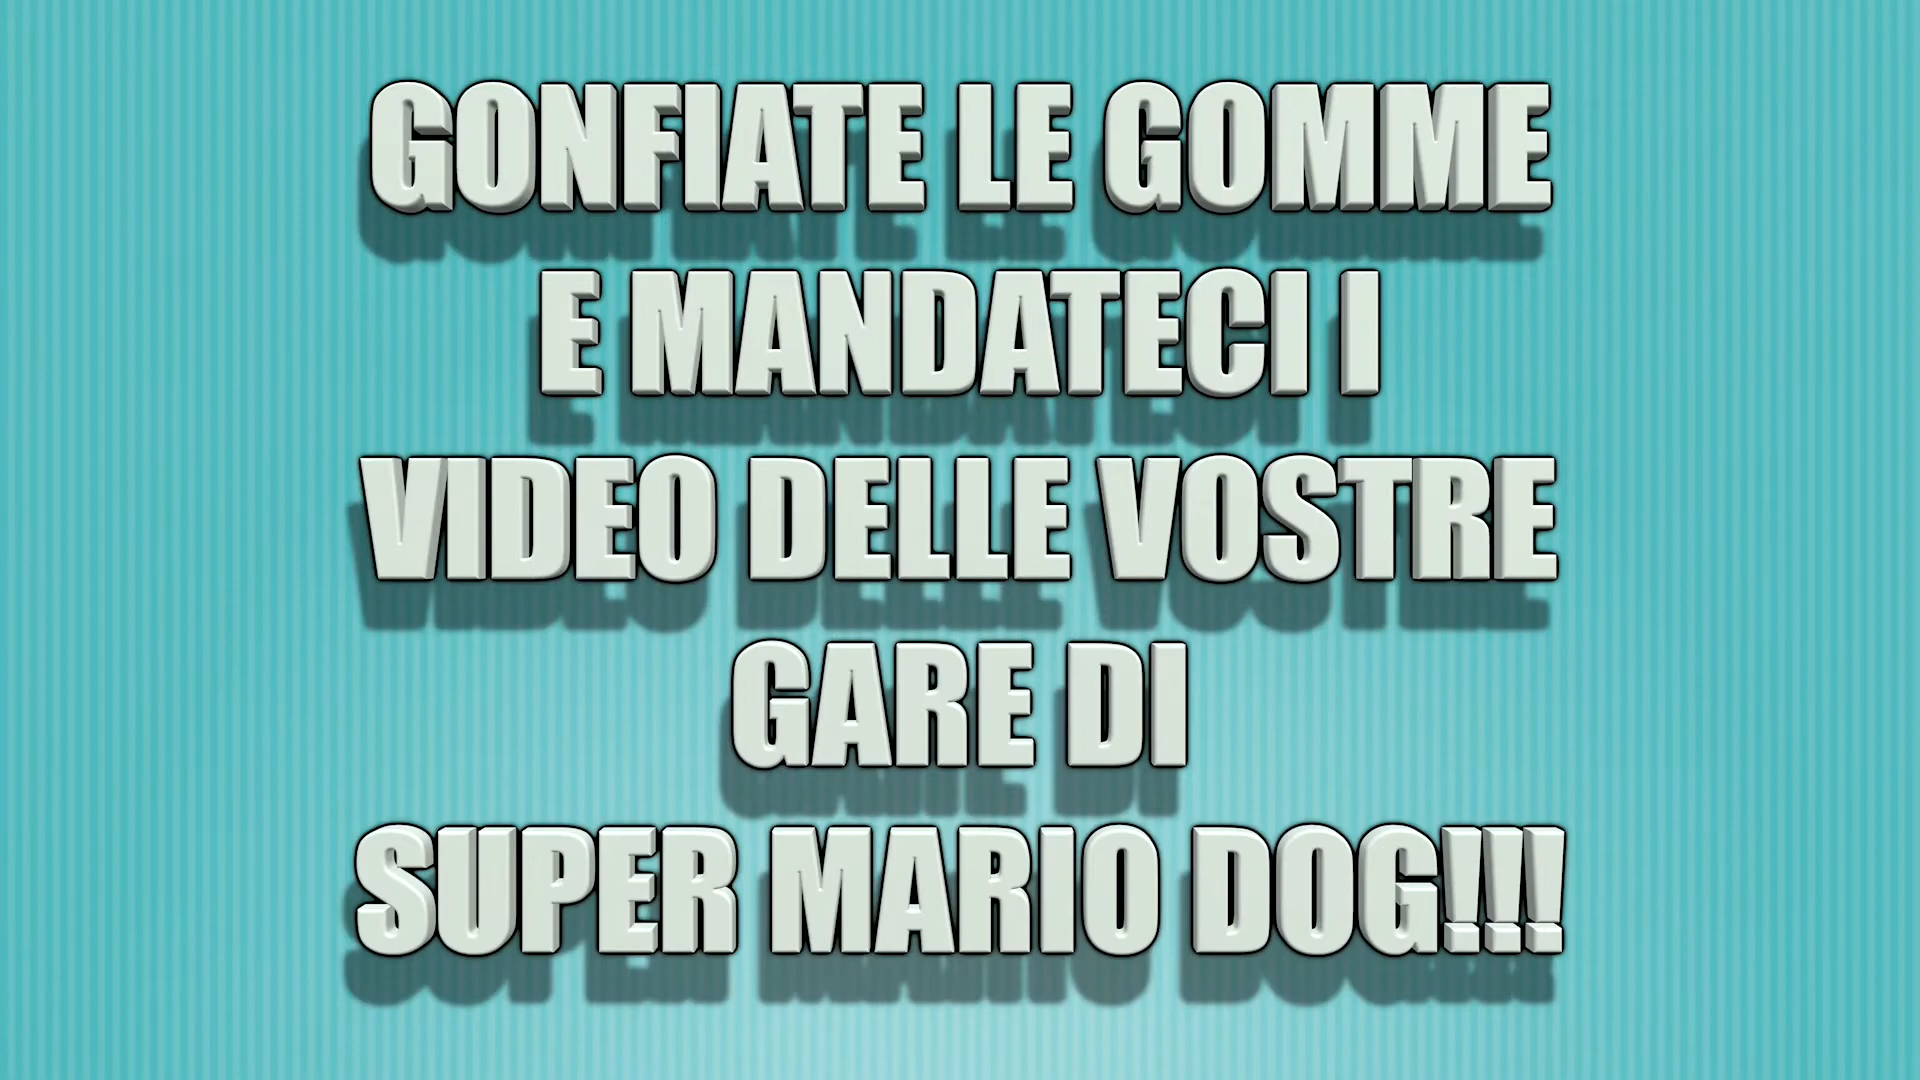 GONFIATE LE GOMME
E MANDATECI I
VIDEO DELLE VOSTRE
GARE DI
SUPER MARIO DOG!!!